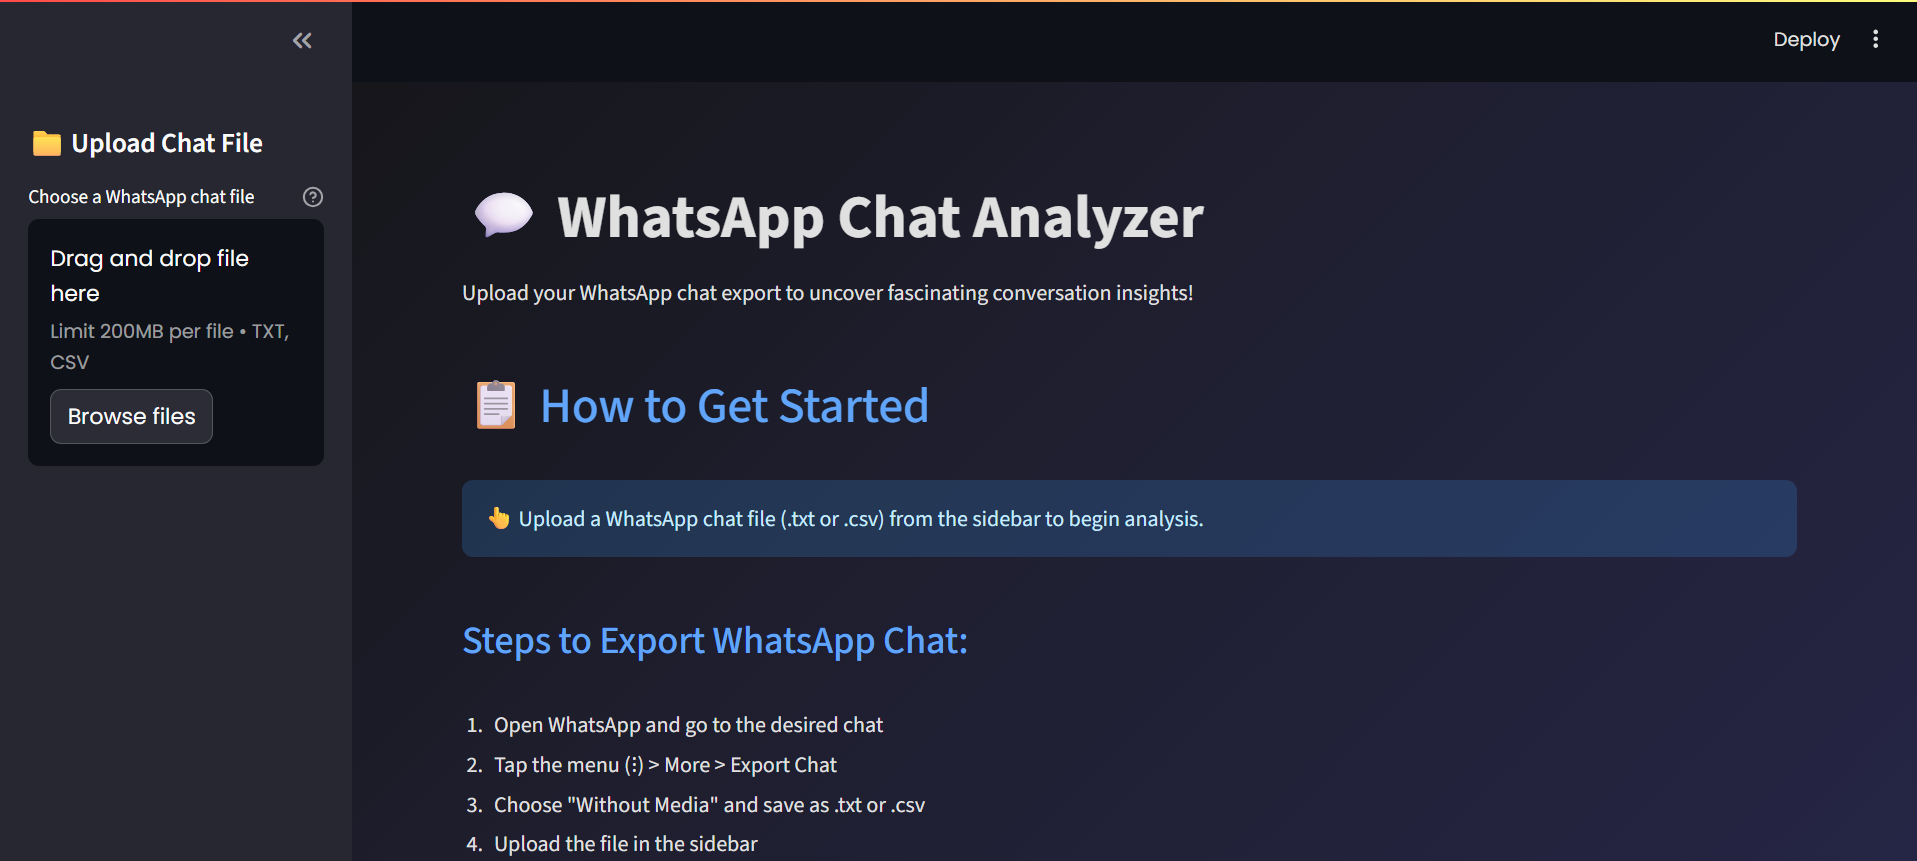 Deploy
📁 Upload Chat File
Choose a WhatsApp chat file
Drag and drop file
here
Limit 200MB per file • TXT,
CSV
Browse files
💬 WhatsApp Chat Analyzer
Upload your WhatsApp chat export to uncover fascinating conversation insights!
📋 How to Get Started
👆 Upload a WhatsApp chat file (.txt or .csv) from the sidebar to begin analysis.
Steps to Export WhatsApp Chat:
1. Open WhatsApp and go to the desired chat
2. Tap the menu (⋮) > More > Export Chat
3. Choose "Without Media" and save as .txt or .csv
4. Upload the file in the sidebar